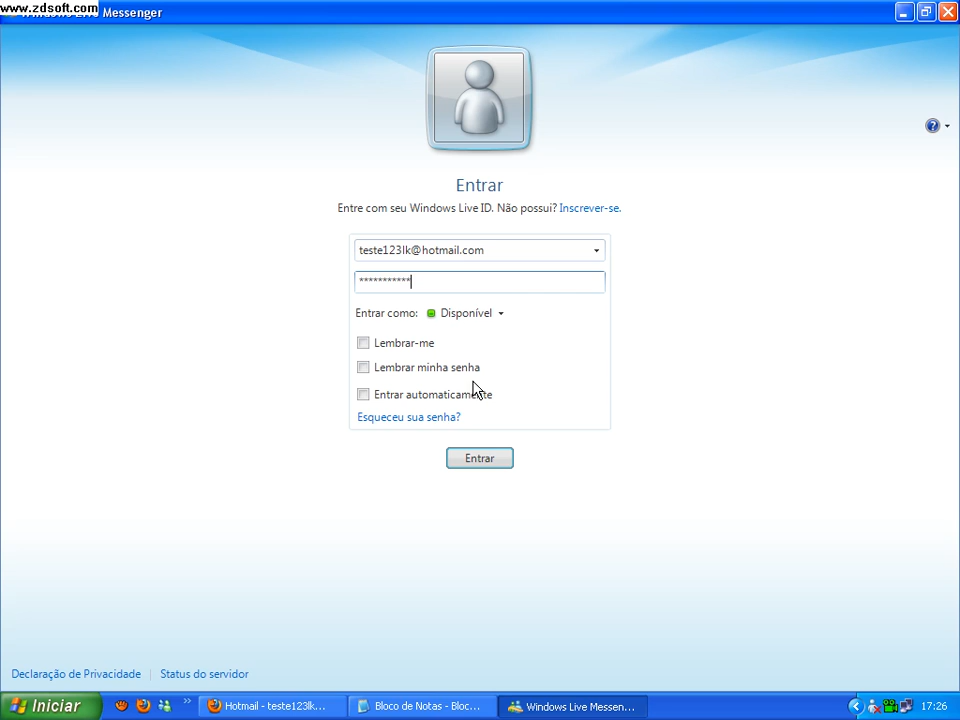 www.zdsoft.com
Messenger
Entrar
Entre com seu Windows Live ID. Não possui? Inscrever-se.
teste123lk@hotmail.com
***********
Entrar como: Disponível
Lembrar-me
Lembrar minha senha
Entrar automaticamente
Esqueceu sua senha?
Entrar
Declaração de Privacidade | Status do servidor
Iniciar
Hotmail - teste123lk...
Bloco de Notas - Bloc...
Windows Live Messen...
17:26